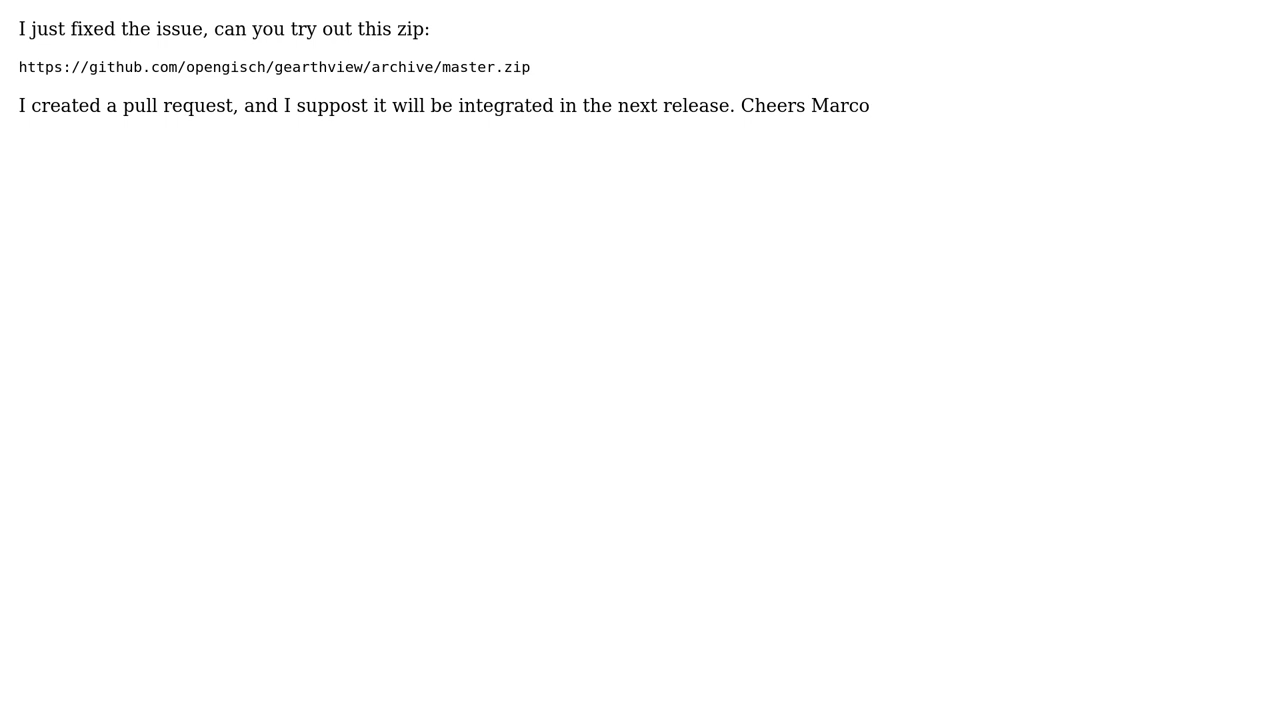 I just fixed the issue, can you try out this zip:
https://github.com/opengisch/gearthview/archive/master.zip
I created a pull request, and I suppost it will be integrated in the next release. Cheers Marco